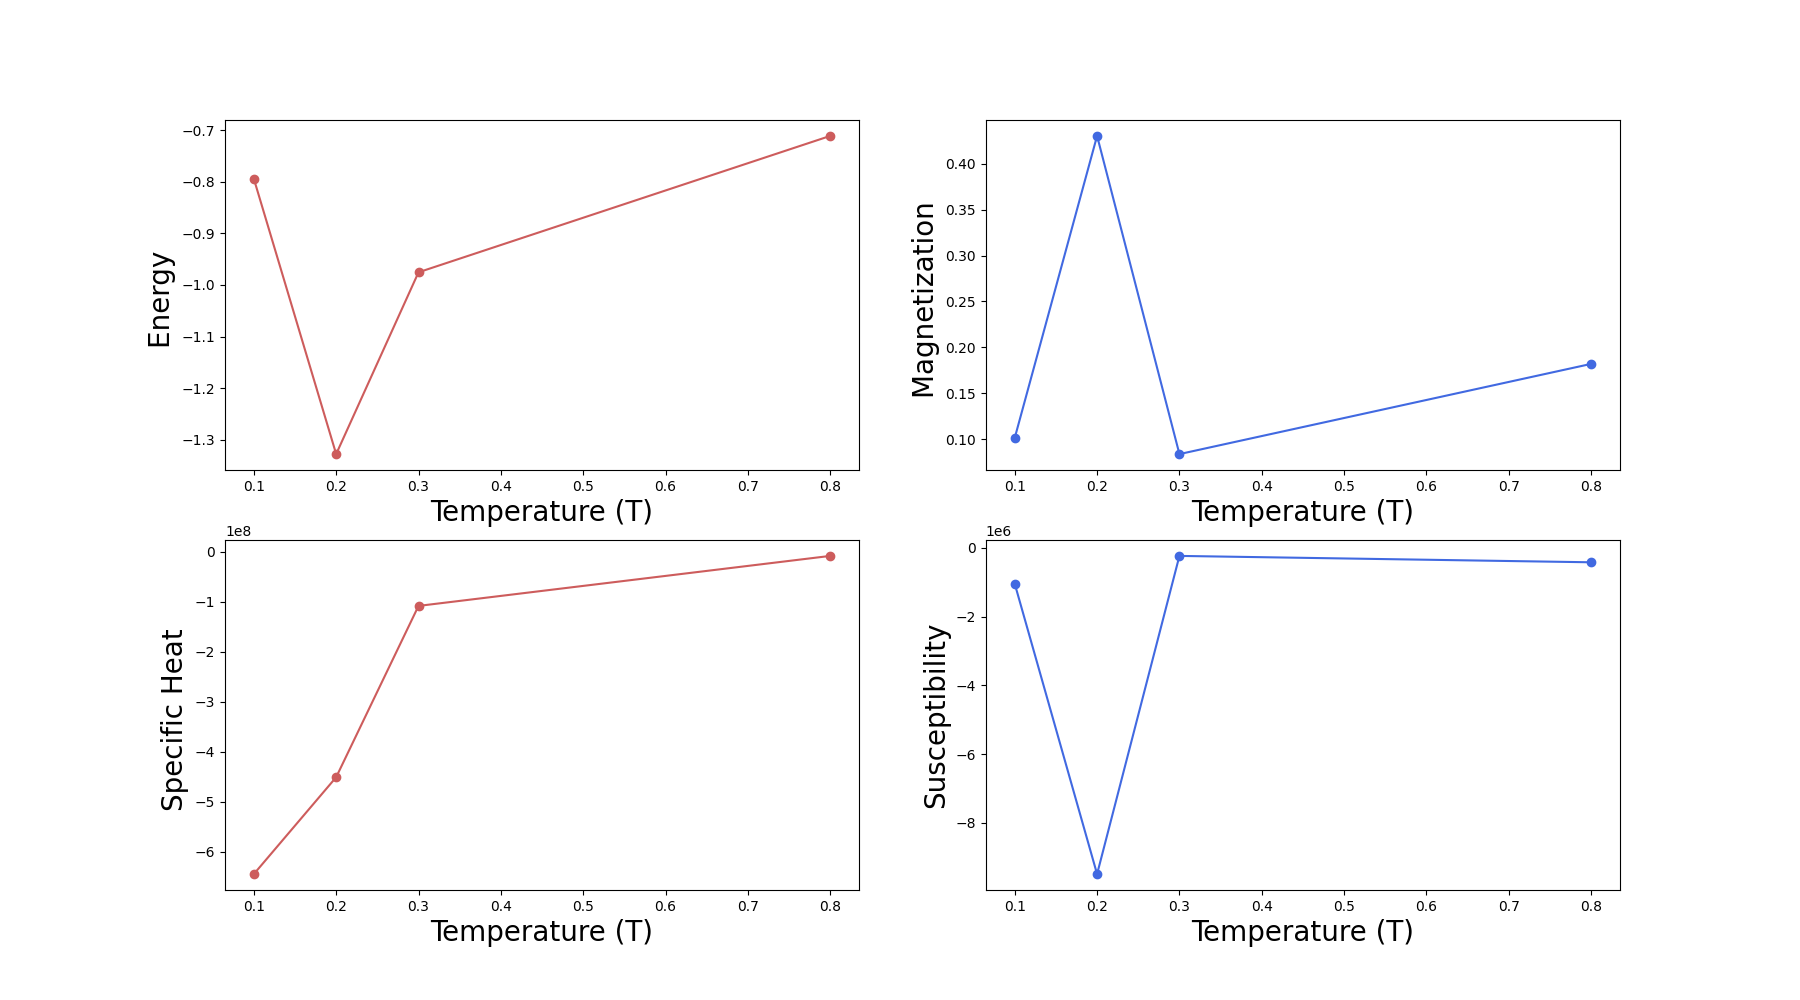 −0.7
−0.8
−0.9
−1.0
−1.1
−1.2
−1.3
Energy
0.1 0.2 0.3 0.4 0.5 0.6 0.7 0.8
Temperature (T)
0.40
0.35
0.30
0.25
0.20
0.15
0.10
Magnetization
0.1 0.2 0.3 0.4 0.5 0.6 0.7 0.8
Temperature (T)
1e8
0
−1
−2
−3
−4
−5
−6
Specific Heat
0.1 0.2 0.3 0.4 0.5 0.6 0.7 0.8
Temperature (T)
1e6
0
−2
−4
−6
−8
Susceptibility
0.1 0.2 0.3 0.4 0.5 0.6 0.7 0.8
Temperature (T)